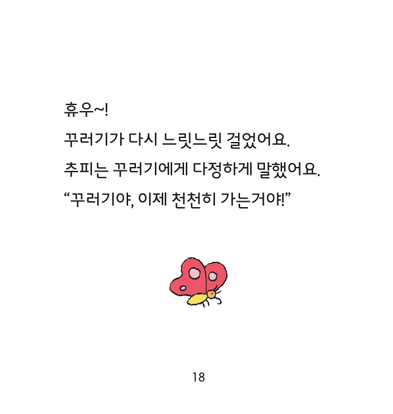 휴우~!
꾸러기가 다시 느릿느릿 걸었어요.
추피는 꾸러기에게 다정하게 말했어요.
“꾸러기야, 이제 천천히 가는거야!”
18